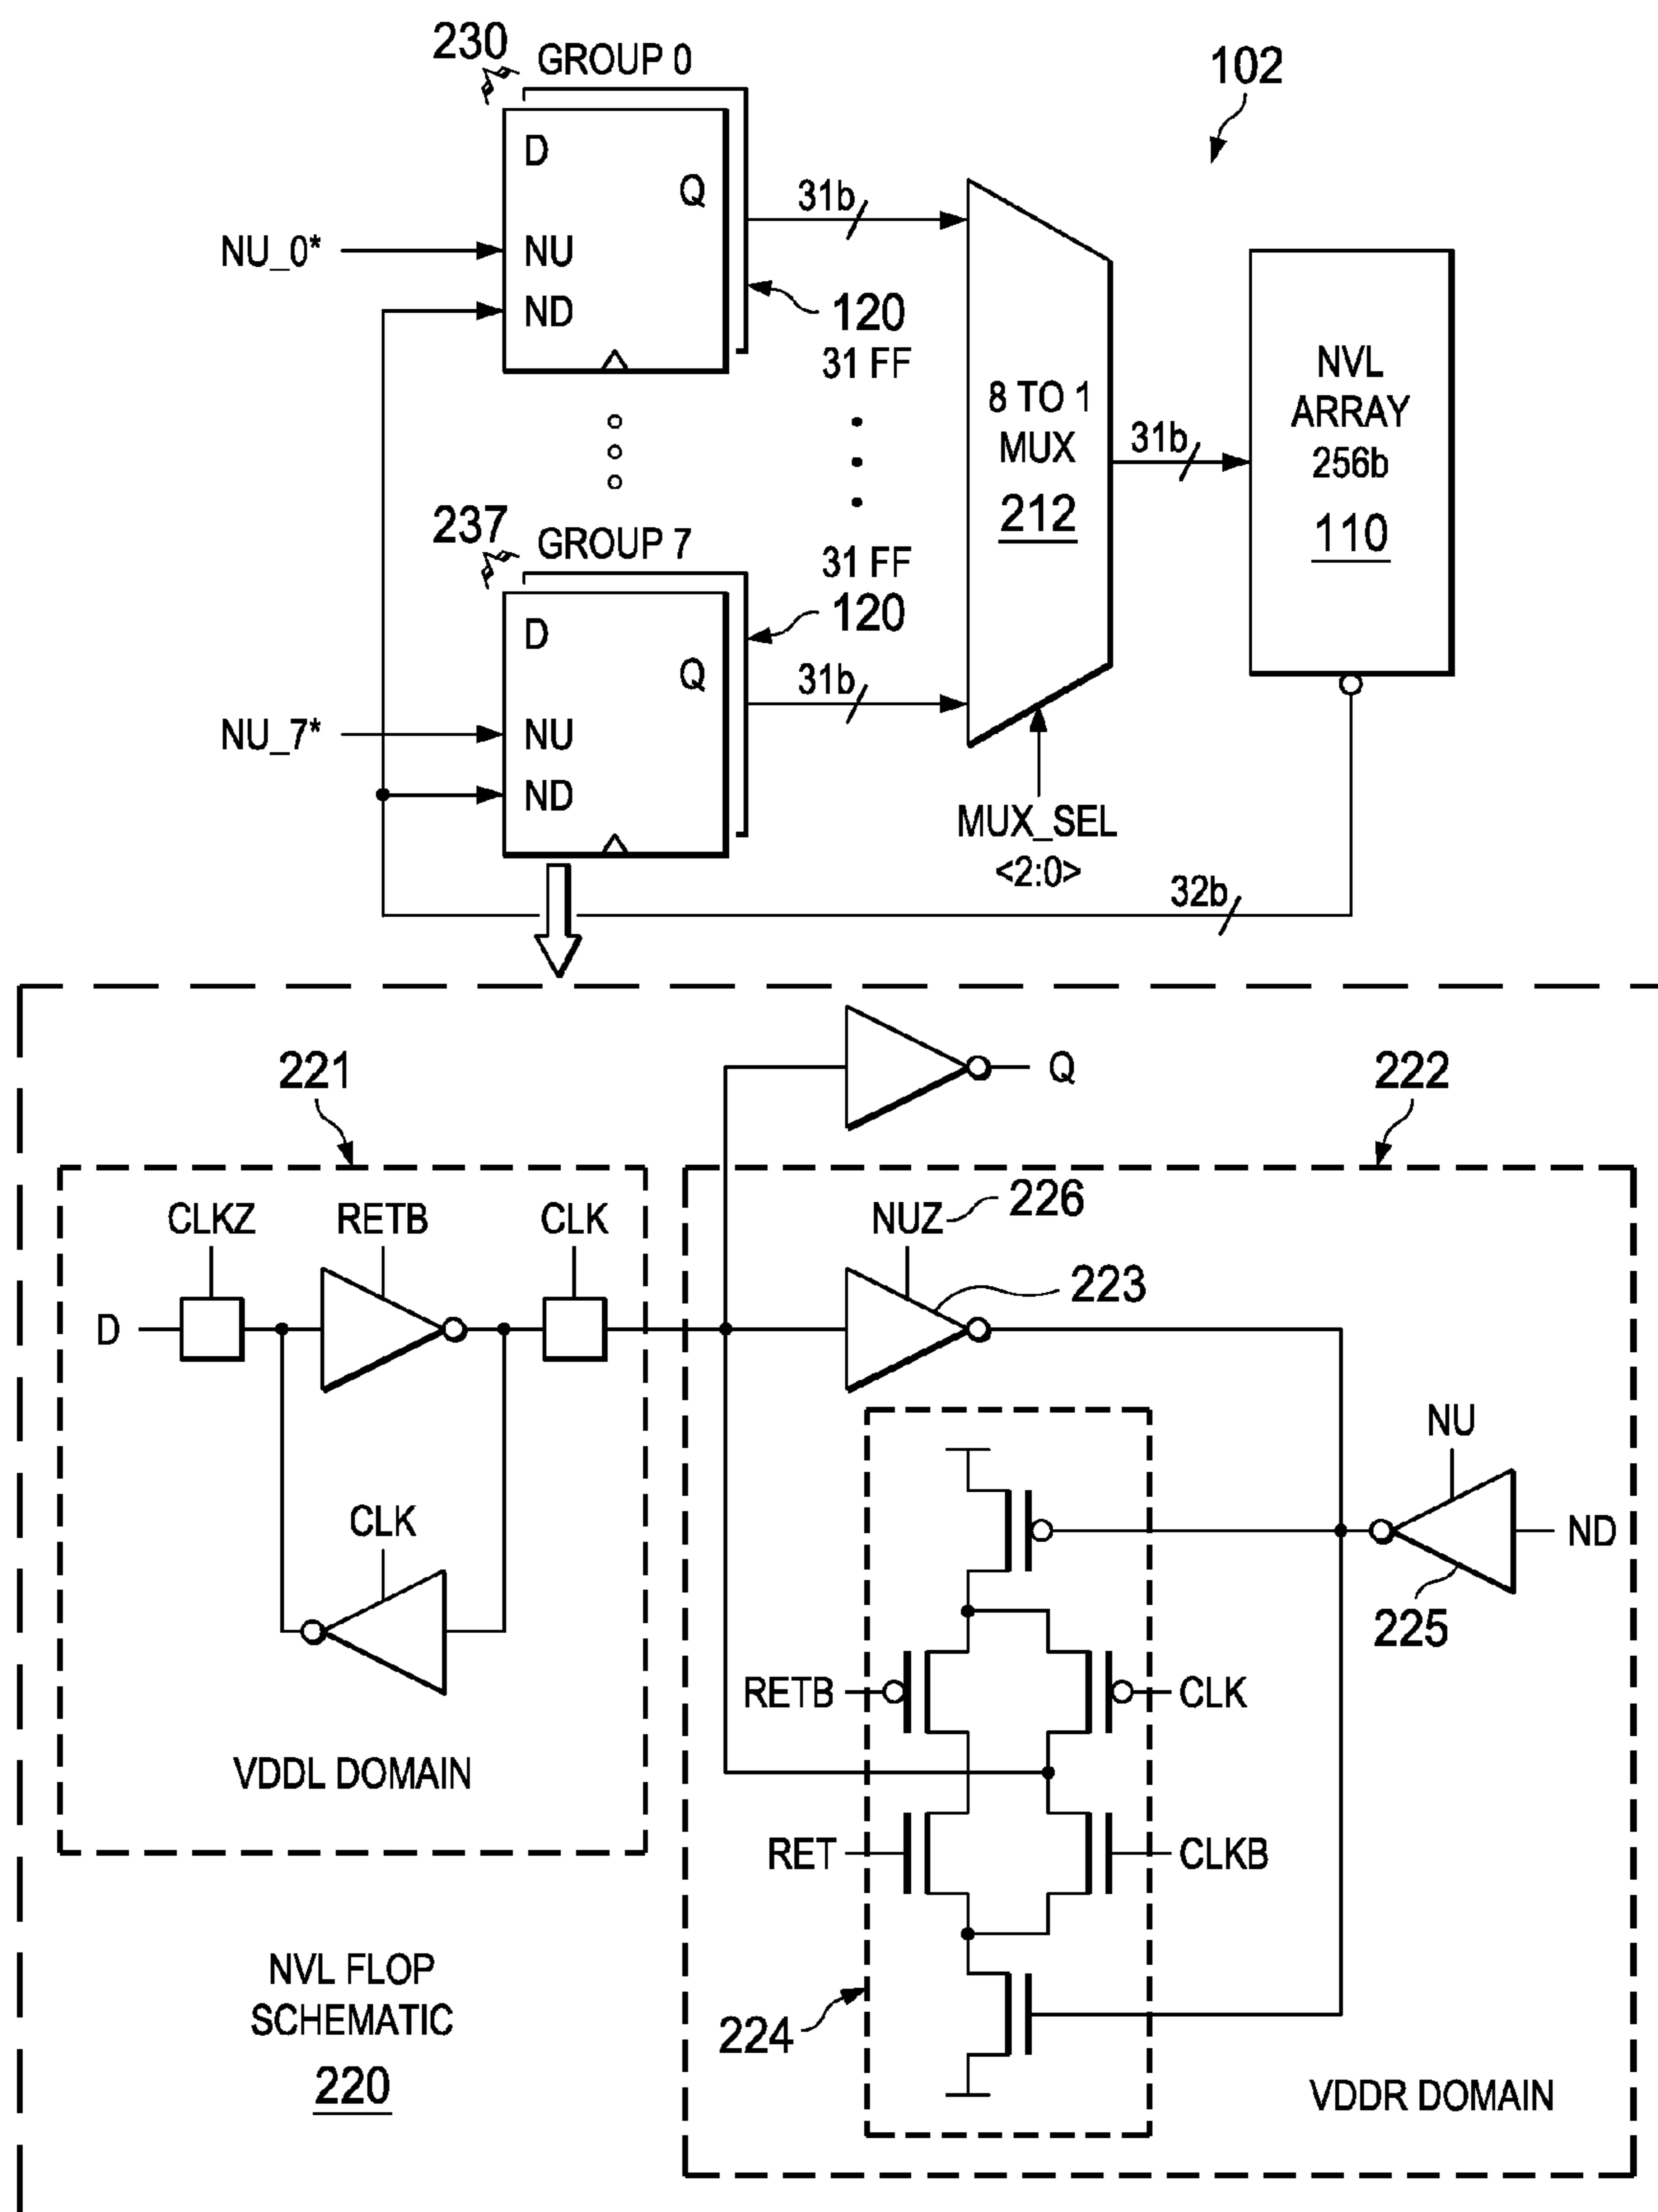 230
GROUP 0
102
D
Q
31b
NU_0*
NU
ND
120
31 FF
8 TO 1
MUX
212
31b
NVL
ARRAY
256b
110
237
GROUP 7
31 FF
120
D
Q
31b
NU_7*
NU
ND
MUX_SEL
<2:0>
32b
221
Q
222
CLKZ
RETB
CLK
NUZ
226
D
223
NU
CLK
ND
225
RETB
CLK
VDDL DOMAIN
RET
CLKB
NVL FLOP
SCHEMATIC
220
224
VDDR DOMAIN